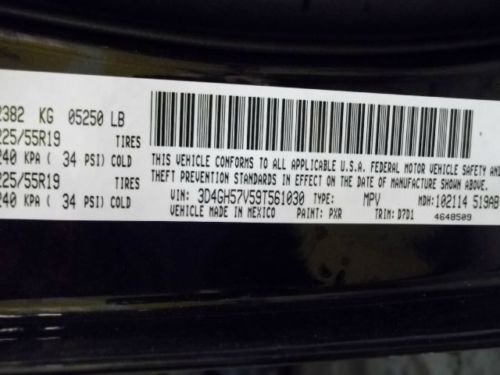 2382 KG 05250 LB
225/55R19 TIRES
240 KPA ( 34 PSI) COLD
225/55R19 TIRES
240 KPA ( 34 PSI) COLD
THIS VEHICLE CONFORMS TO ALL APPLICABLE U.S.A. FEDERAL MOTOR VEHICLE SAFETY AND
THEFT PREVENTION STANDARDS IN EFFECT ON THE DATE OF MANUFACTURE SHOWN ABOVE.
VIN: 3D4GH57V59T561030 TYPE: MPV MDH: 102114 519AB
VEHICLE MADE IN MEXICO PAINT: PXR TRIM: D7D1 4648509